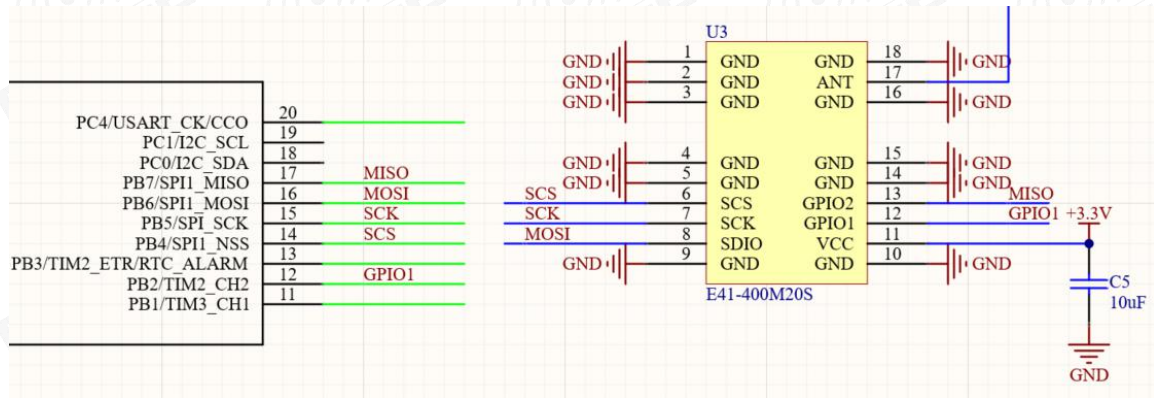 20
PC4/USART_CK/CCO
19
PC1/I2C_SCL
18
PC0/I2C_SDA
17
PB7/SPI1_MISO
MISO
16
PB6/SPI1_MOSI
MOSI
15
PB5/SPI_SCK
SCK
14
PB4/SPI1_NSS
SCS
13
PB3/TIM2_ETR/RTC_ALARM
12
PB2/TIM2_CH2
GPIO1
11
PB1/TIM3_CH1
U3
GND 1 GND GND 18 GND
GND 2 GND ANT 17
GND 3 GND GND 16 GND
GND 4 GND GND 15 GND
GND 5 GND GND 14 GND
SCS 6 SCS GPIO2 13 MISO
SCK 7 SCK GPIO1 12 GPIO1 +3.3V
MOSI 8 SDIO VCC 11
GND 9 GND GND 10 GND
E41-400M20S
C5
10uF
GND